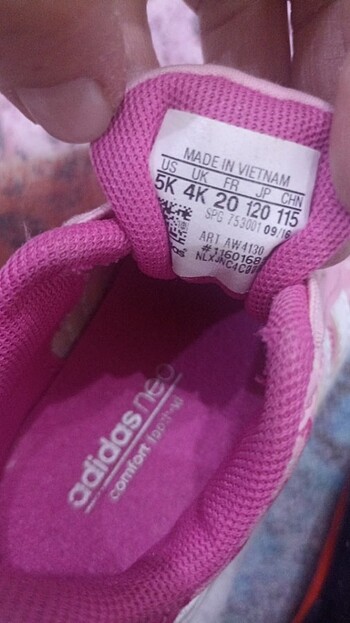 MADE IN VIETNAM
US UK FR JP CHN
5K 4K 20 120 115
SPG 753001 09/16
ART AW4130
adidas neo
comfort footbed